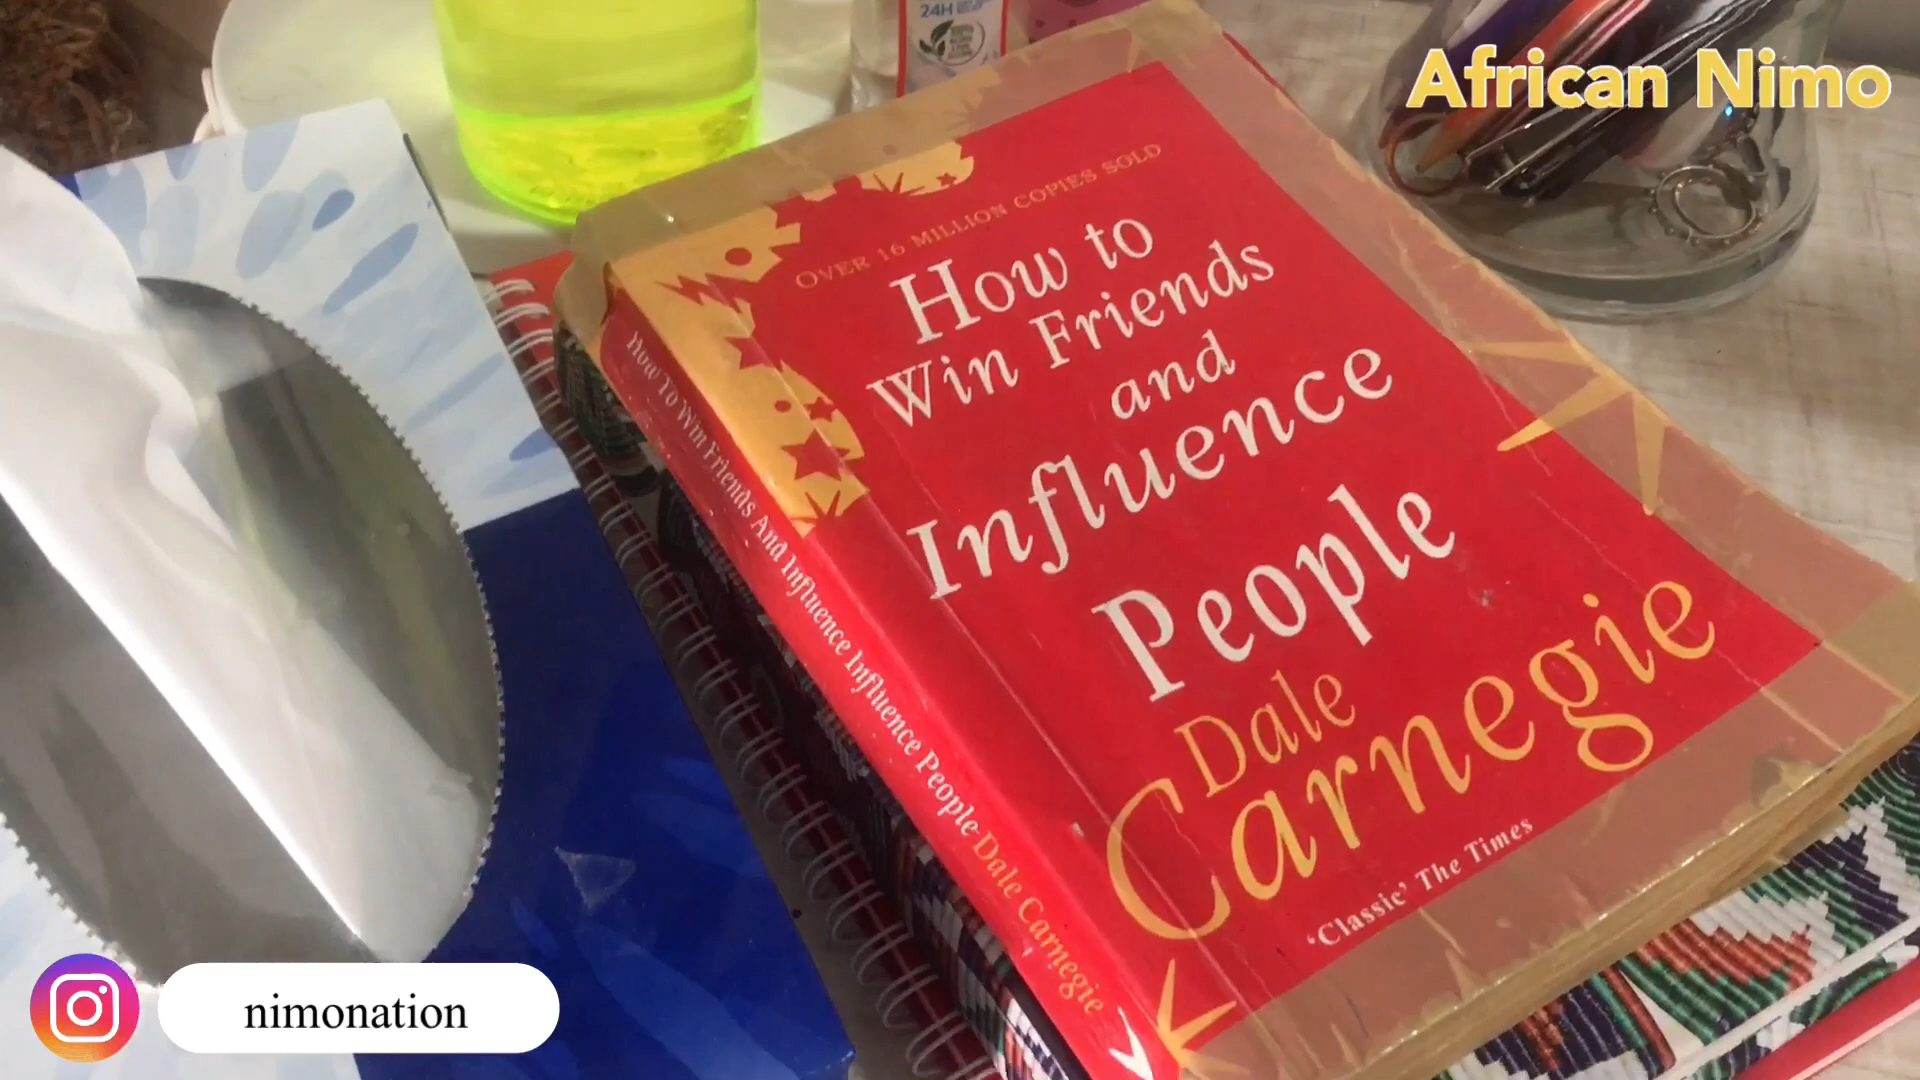 24H
African Nimo
OVER 16 MILLION COPIES SOLD
How to
Win Friends
and
Influence
People
Dale
Carnegie
'Classic' The Times
How To Win Friends And Influence Influence People Dale Carnegie
nimonation